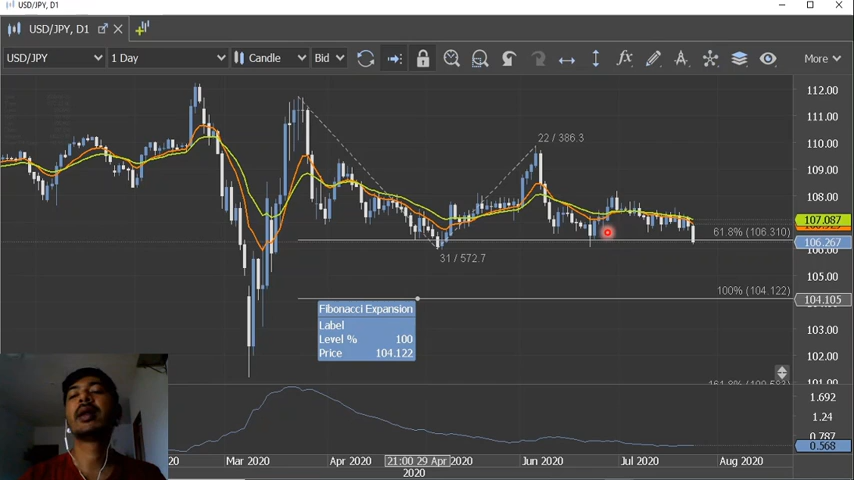 USD/JPY, D1
USD/JPY, D1
USD/JPY 1 Day Candle Bid More
112.00
111.00
110.00
109.00
108.00
107.087
106.267
105.00
104.105
103.00
102.00
22 / 386.3
31 / 572.7
61.8% (106.310)
100% (104.122)
Fibonacci Expansion
Label
Level % 100
Price 104.122
1.692
1.24
0.787
0.568
Mar 2020 Apr 2020 21:00 29 Apr 2020 Jun 2020 Jul 2020 Aug 2020
2020